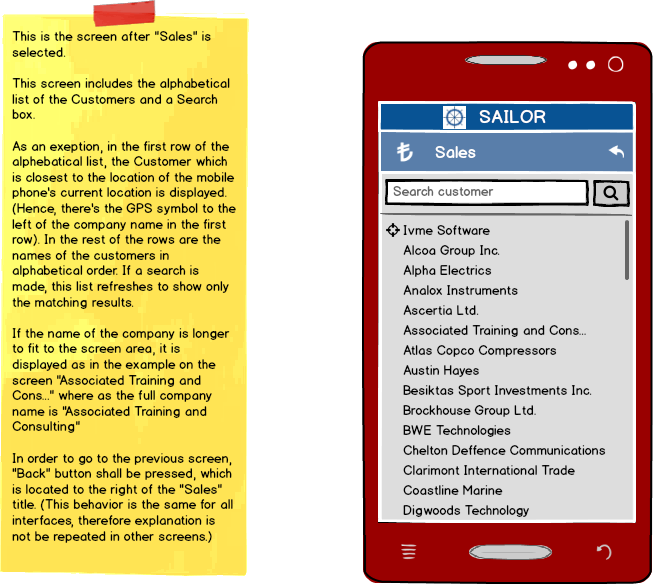 This is the screen after "Sales" is
selected.
This screen includes the alphabetical
list of the Customers and a Search
box.
As an exeption, in the first row of the
alphebatical list, the Customer which
is closest to the location of the mobile
phone's current location is displayed.
(Hence, there's the GPS symbol to the
left of the company name in the first
row). In the rest of the rows are the
names of the customers in
alphabetical order. If a search is
made, this list refreshes to show only
the matching results.
If the name of the company is longer
to fit to the screen area, it is
displayed as in the example on the
screen "Associated Training and
Cons..." where as the full company
name is "Associated Training and
Consulting"
In order to go to the previous screen,
"Back" button shall be pressed, which
is located to the right of the "Sales"
title. (This behavior is the same for all
interfaces, therefore explanation is
not be repeated in other screens.)
SAILOR
₺ Sales
Search customer
Ivme Software
Alcoa Group Inc.
Alpha Electrics
Analox Instruments
Ascertia Ltd.
Associated Training and Cons...
Atlas Copco Compressors
Austin Hayes
Besiktas Sport Investments Inc.
Brockhouse Group Ltd.
BWE Technologies
Chelton Deffence Communications
Clarimont International Trade
Coastline Marine
Digwoods Technology